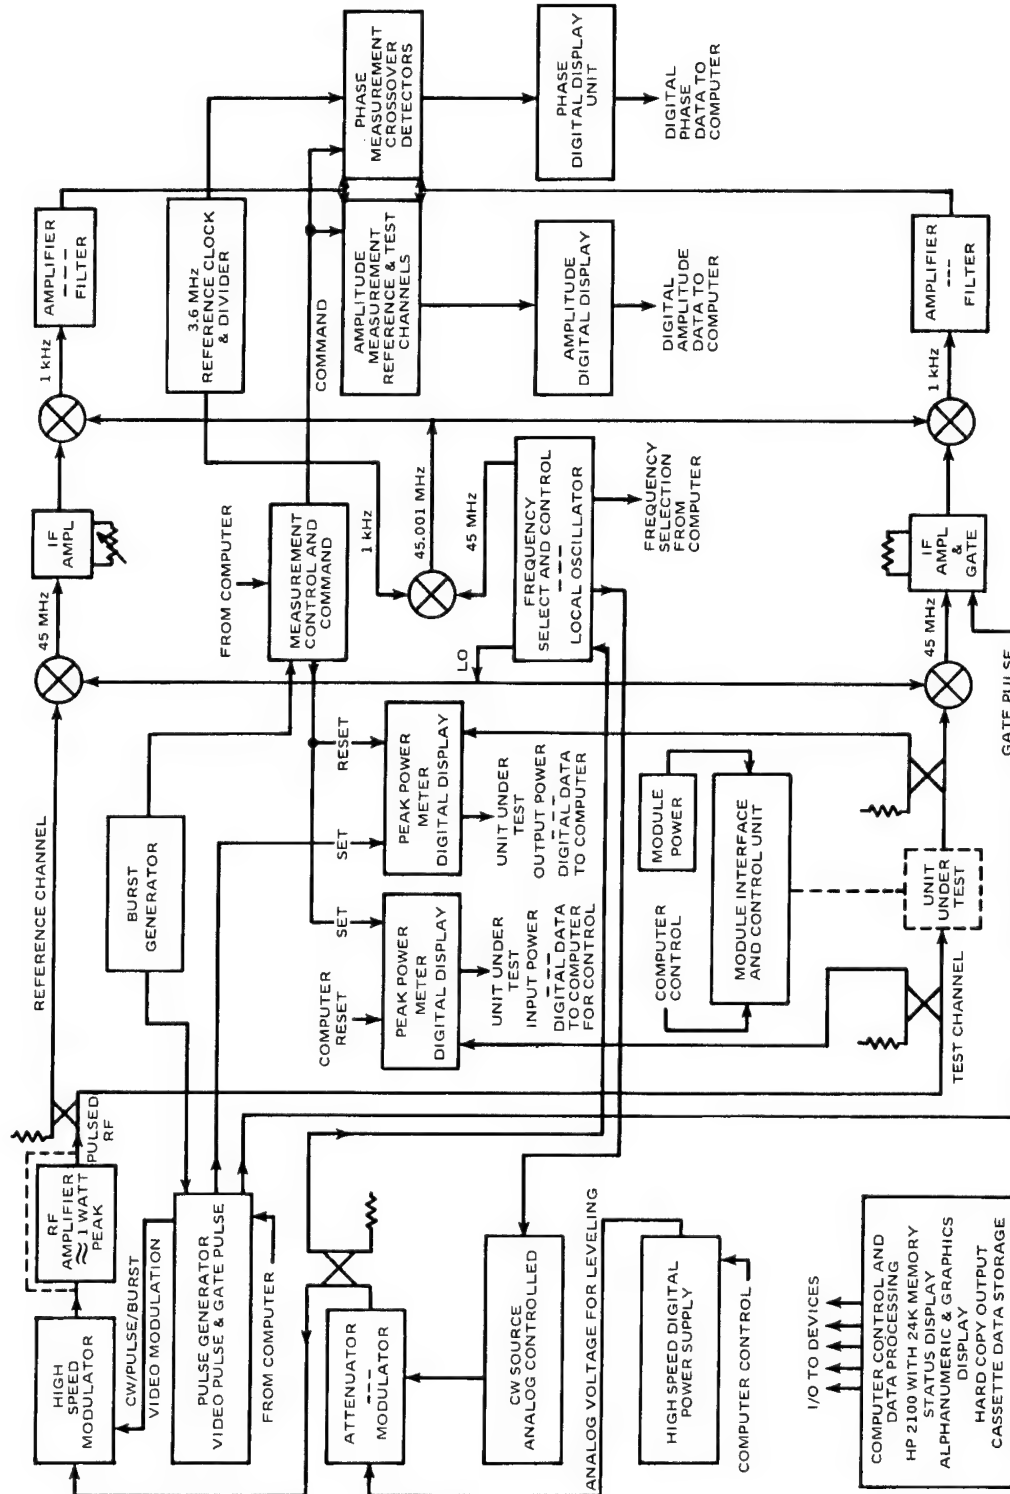 HIGH
SPEED
MODULATOR
RF
AMPLIFIER
≈ 1 WATT
PEAK
PULSED
RF
REFERENCE CHANNEL
45 MHz
IF
AMPL
1 kHz
AMPLIFIER
FILTER
CW/PULSE/BURST
VIDEO MODULATION
PULSE GENERATOR
VIDEO PULSE & GATE PULSE
FROM COMPUTER
BURST
GENERATOR
FROM COMPUTER
MEASUREMENT
CONTROL AND
COMMAND
3.6 MHz
REFERENCE CLOCK
& DIVIDER
COMMAND
AMPLITUDE
MEASUREMENT
REFERENCE & TEST
CHANNELS
PHASE
MEASUREMENT
CROSSOVER
DETECTORS
ATTENUATOR
MODULATOR
COMPUTER
RESET
SET
PEAK POWER
METER
DIGITAL DISPLAY
UNIT UNDER
TEST
INPUT POWER
DIGITAL DATA
TO COMPUTER
FOR CONTROL
SET
RESET
PEAK POWER
METER
DIGITAL DISPLAY
UNIT UNDER
TEST
OUTPUT POWER
DIGITAL DATA
TO COMPUTER
LO
1 kHz
45.001 MHz
45 MHz
FREQUENCY
SELECT AND CONTROL
LOCAL OSCILLATOR
FREQUENCY
SELECTION
FROM
COMPUTER
AMPLITUDE
DIGITAL DISPLAY
DIGITAL
AMPLITUDE
DATA TO
COMPUTER
PHASE
DIGITAL DISPLAY
UNIT
DIGITAL
PHASE
DATA TO
COMPUTER
CW SOURCE
ANALOG CONTROLLED
ANALOG VOLTAGE FOR LEVELING
HIGH SPEED DIGITAL
POWER SUPPLY
COMPUTER CONTROL
COMPUTER
CONTROL
MODULE
POWER
MODULE INTERFACE
AND CONTROL UNIT
TEST CHANNEL
UNIT
UNDER
TEST
45 MHz
IF
AMPL
&
GATE
GATE PULSE
1 kHz
AMPLIFIER
FILTER
I/O TO DEVICES
COMPUTER CONTROL AND
DATA PROCESSING
HP 2100 WITH 24K MEMORY
STATUS DISPLAY
ALPHANUMERIC & GRAPHICS
DISPLAY
HARD COPY OUTPUT
CASSETTE DATA STORAGE